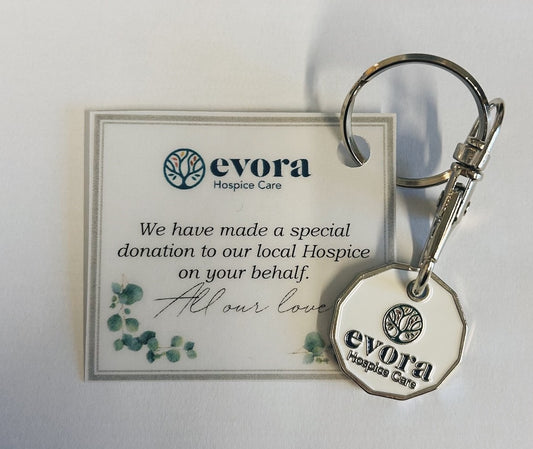 evora
Hospice Care
We have made a special
donation to our local Hospice
on your behalf.
All our love
evora
Hospice Care